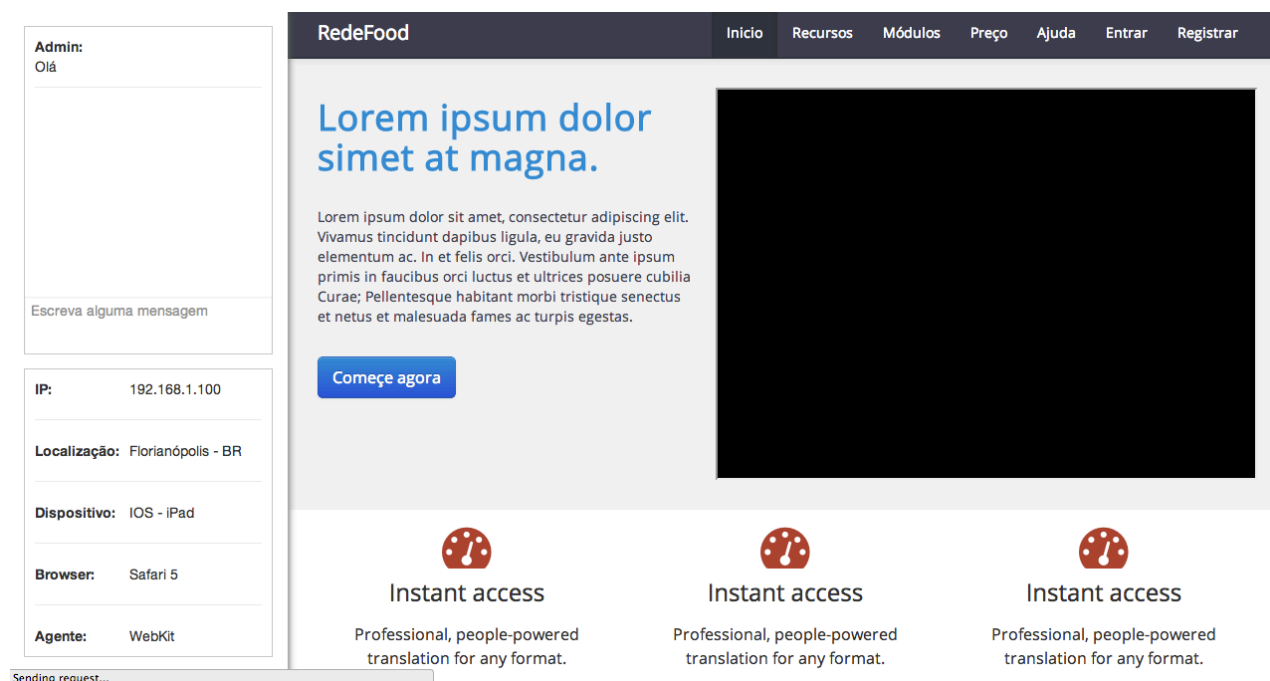 Admin:
Olá
Escreva alguma mensagem
IP: 192.168.1.100
Localização: Florianópolis - BR
Dispositivo: IOS - iPad
Browser: Safari 5
Agente: WebKit
Sending request...
RedeFood Inicio Recursos Módulos Preço Ajuda Entrar Registrar
Lorem ipsum dolor
simet at magna.
Lorem ipsum dolor sit amet, consectetur adipiscing elit.
Vivamus tincidunt dapibus ligula, eu gravida justo
elementum ac. In et felis orci. Vestibulum ante ipsum
primis in faucibus orci luctus et ultrices posuere cubilia
Curae; Pellentesque habitant morbi tristique senectus
et netus et malesuada fames ac turpis egestas.
Começe agora
Instant access
Professional, people-powered
translation for any format.
Instant access
Professional, people-powered
translation for any format.
Instant access
Professional, people-powered
translation for any format.